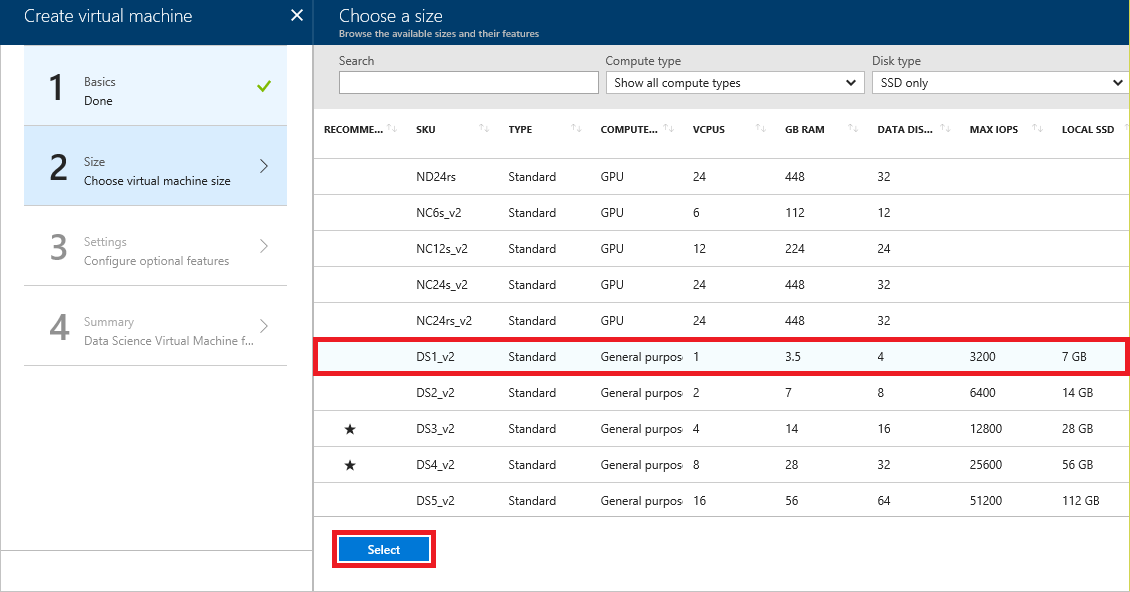 Create virtual machine
Choose a size
Browse the available sizes and their features
1
Basics
Done
2
Size
Choose virtual machine size
3
Settings
Configure optional features
4
Summary
Data Science Virtual Machine f...
Search
Compute type
Disk type
Show all compute types
SSD only
RECOMME... SKU TYPE COMPUTE... VCPUS GB RAM DATA DIS... MAX IOPS LOCAL SSD
ND24rs Standard GPU 24 448 32
NC6s_v2 Standard GPU 6 112 12
NC12s_v2 Standard GPU 12 224 24
NC24s_v2 Standard GPU 24 448 32
NC24rs_v2 Standard GPU 24 448 32
DS1_v2 Standard General purpos 1 3.5 4 3200 7 GB
DS2_v2 Standard General purpos 2 7 8 6400 14 GB
★ DS3_v2 Standard General purpos 4 14 16 12800 28 GB
★ DS4_v2 Standard General purpos 8 28 32 25600 56 GB
DS5_v2 Standard General purpos 16 56 64 51200 112 GB
Select